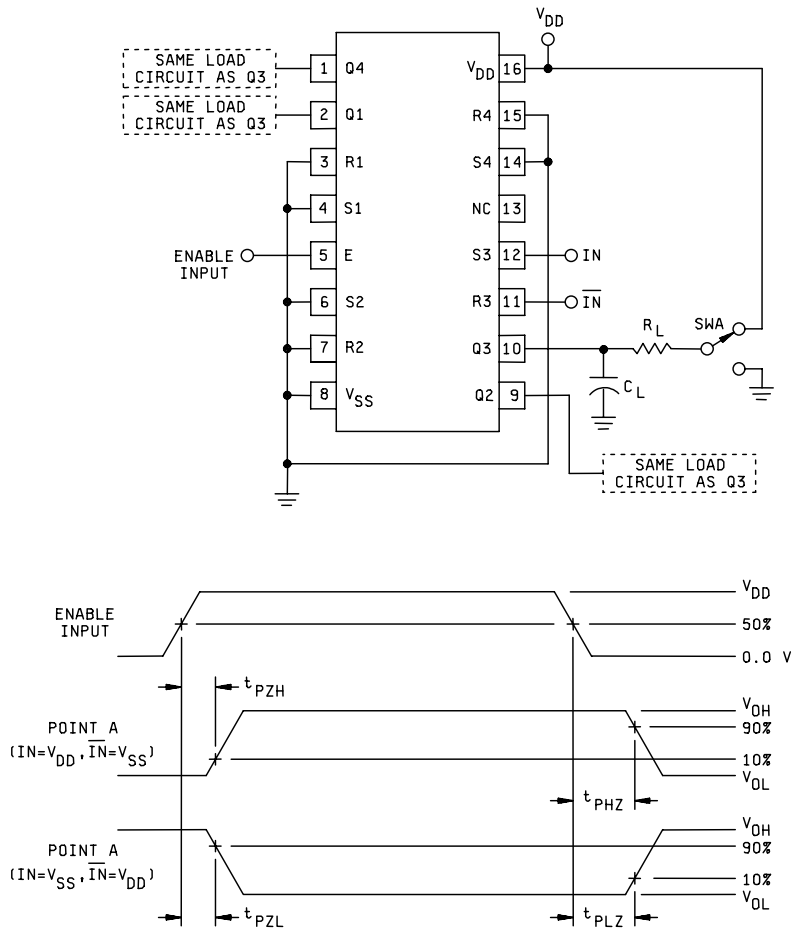 V DD
SAME LOAD
CIRCUIT AS Q3
1 Q4
V DD 16
SAME LOAD
CIRCUIT AS Q3
2 Q1
R4 15
3 R1
S4 14
4 S1
NC 13
ENABLE
INPUT
5 E
S3 12
IN
6 S2
R3 11
I̅N̅
7 R2
Q3 10
R L
SWA
8 V SS
Q2 9
C L
SAME LOAD
CIRCUIT AS Q3
ENABLE
INPUT
V DD
50%
0.0 V
t PZH
POINT A
(IN=V DD, I̅N̅=V SS)
V OH
90%
10%
V OL
t PHZ
POINT A
(IN=V SS, I̅N̅=V DD)
V OH
90%
10%
V OL
t PZL
t PLZ